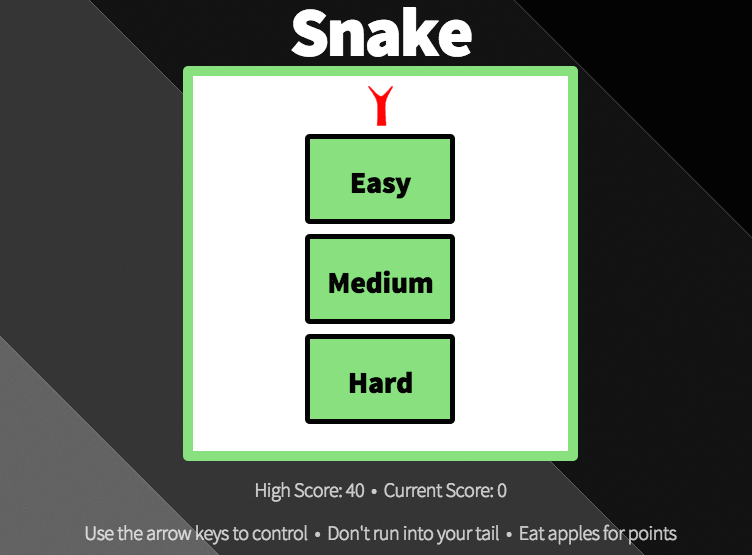 Snake
Easy
Medium
Hard
High Score: 40 • Current Score: 0
Use the arrow keys to control • Don't run into your tail • Eat apples for points